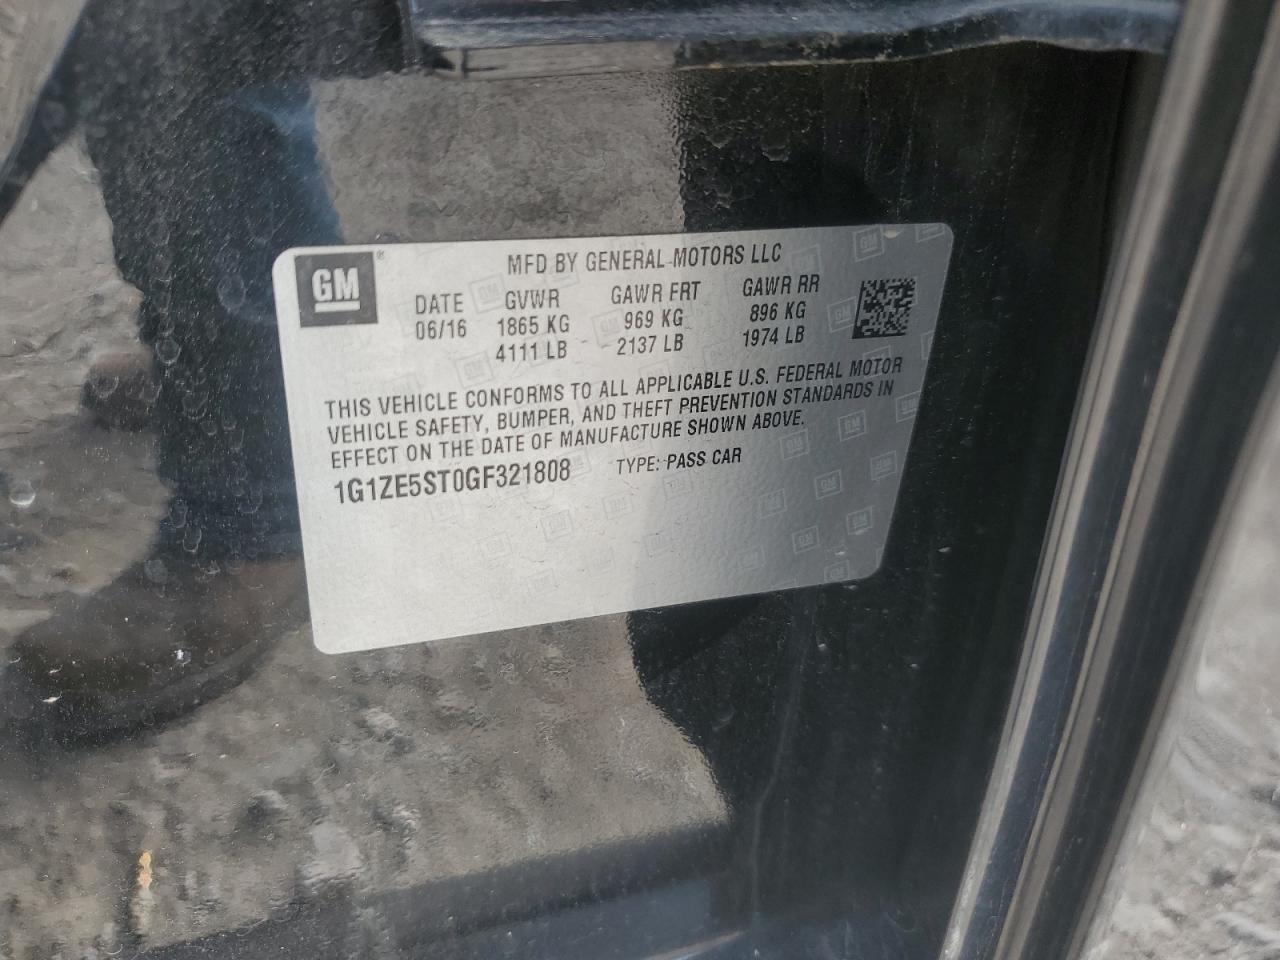 GM ®
MFD BY GENERAL MOTORS LLC
DATE GVWR GAWR FRT GAWR RR
06/16 1865 KG 969 KG 896 KG
4111 LB 2137 LB 1974 LB
THIS VEHICLE CONFORMS TO ALL APPLICABLE U.S. FEDERAL MOTOR
VEHICLE SAFETY, BUMPER, AND THEFT PREVENTION STANDARDS IN
EFFECT ON THE DATE OF MANUFACTURE SHOWN ABOVE.
1G1ZE5ST0GF321808 TYPE: PASS CAR